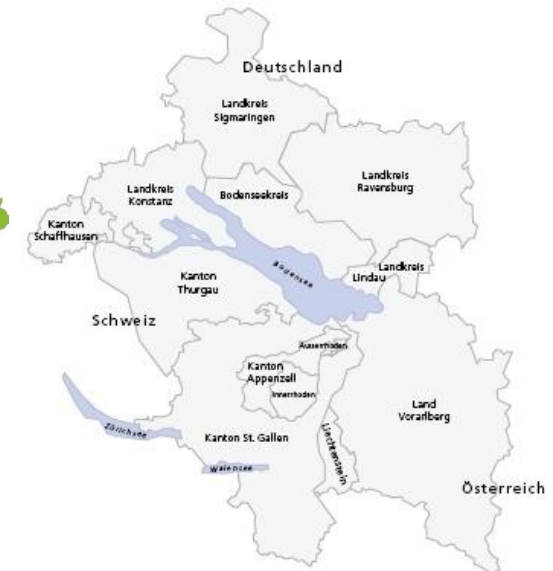 Deutschland
Landkreis
Sigmaringen
Landkreis
Ravensburg
Landkreis
Konstanz
Bodenseekreis
Kanton
Schaffhausen
Bodensee
Landkreis
Lindau
Kanton
Thurgau
Schweiz
Ausserrhoden
Kanton
Appenzell
Innerrhoden
Land
Vorarlberg
Zürichsee
Kanton St. Gallen
Liechtenstein
Walensee
Österreich